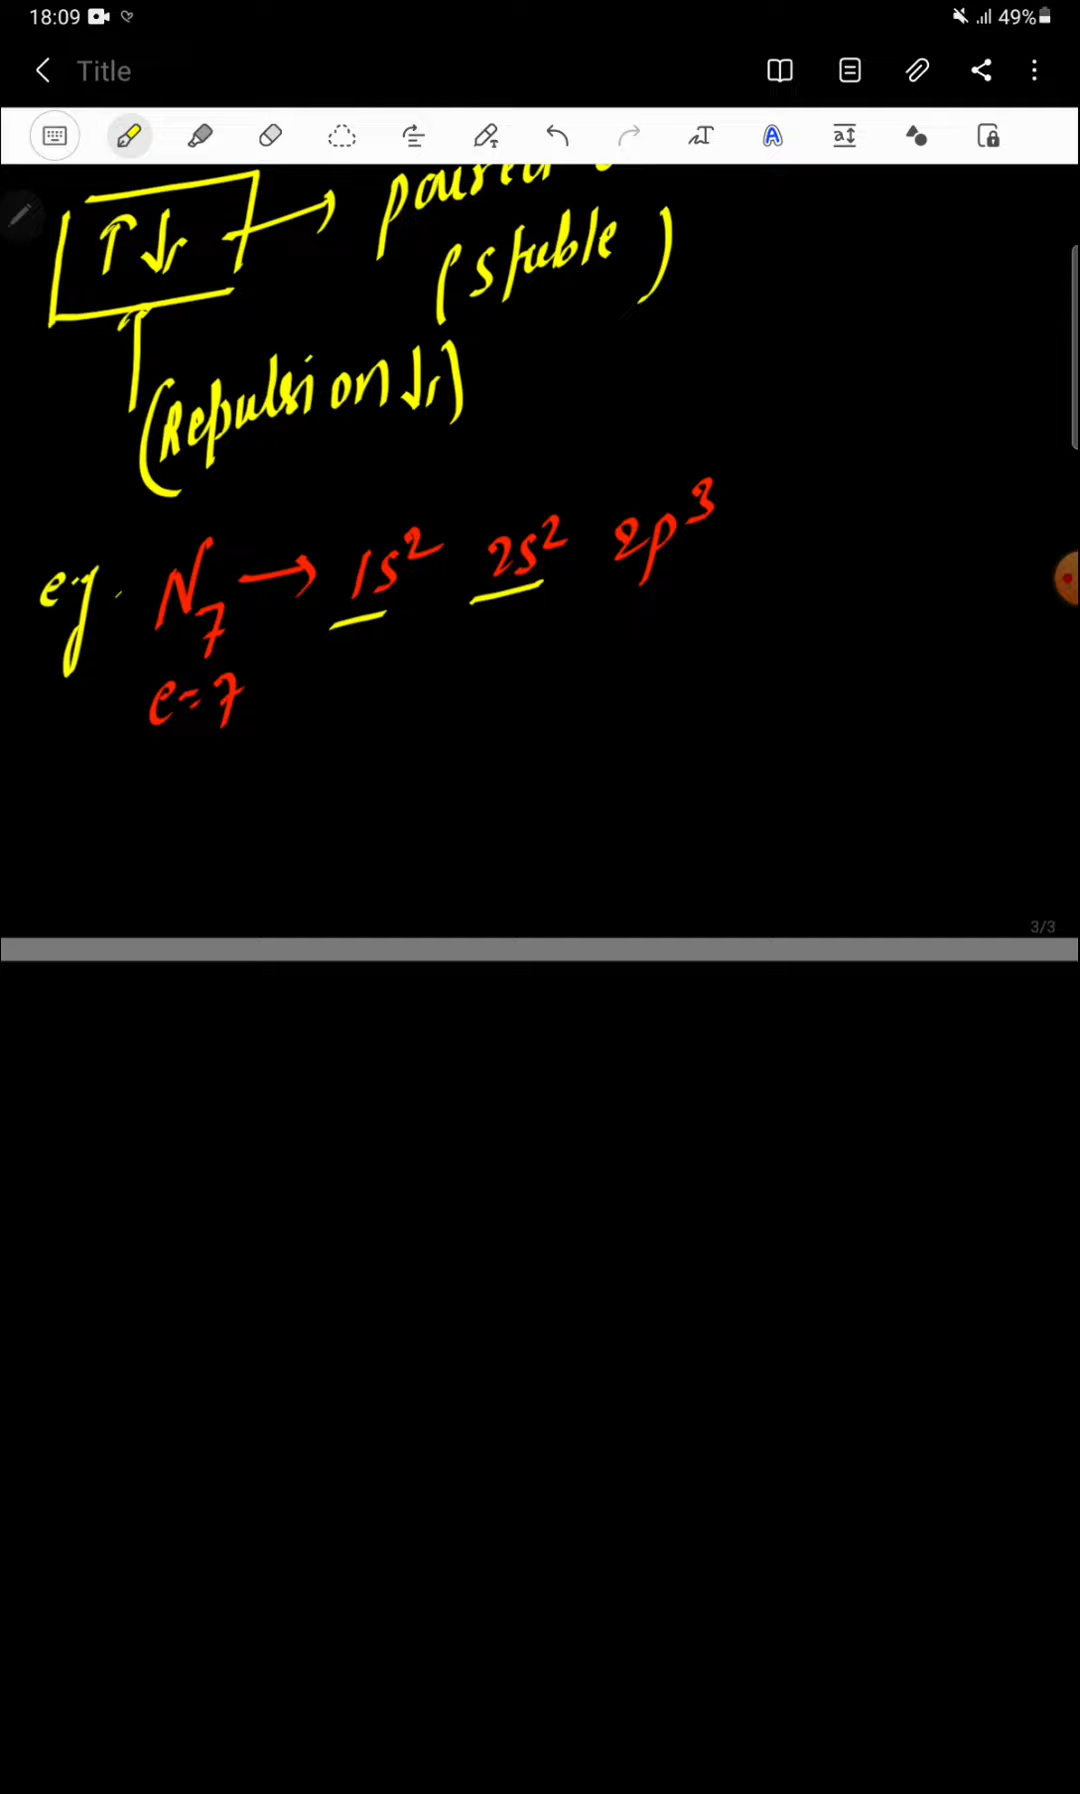 18:09 49%
Title
↑↓ → paired
(stable)
(Repulsion ↓)
e.g. N₇ → 1s² 2s² 2p³
e=7
3/3